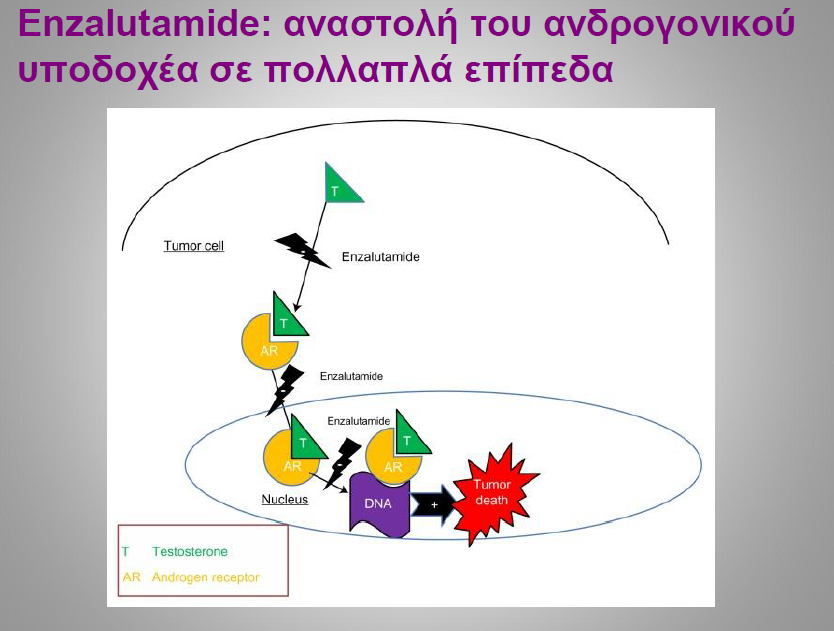 Enzalutamide: αναστολή του ανδρογονικού
υποδοχέα σε πολλαπλά επίπεδα
T
Tumor cell
Enzalutamide
T
AR
Enzalutamide
Enzalutamide
T
T
AR
AR
Nucleus
DNA
+
Tumor
death
T Testosterone
AR Androgen receptor